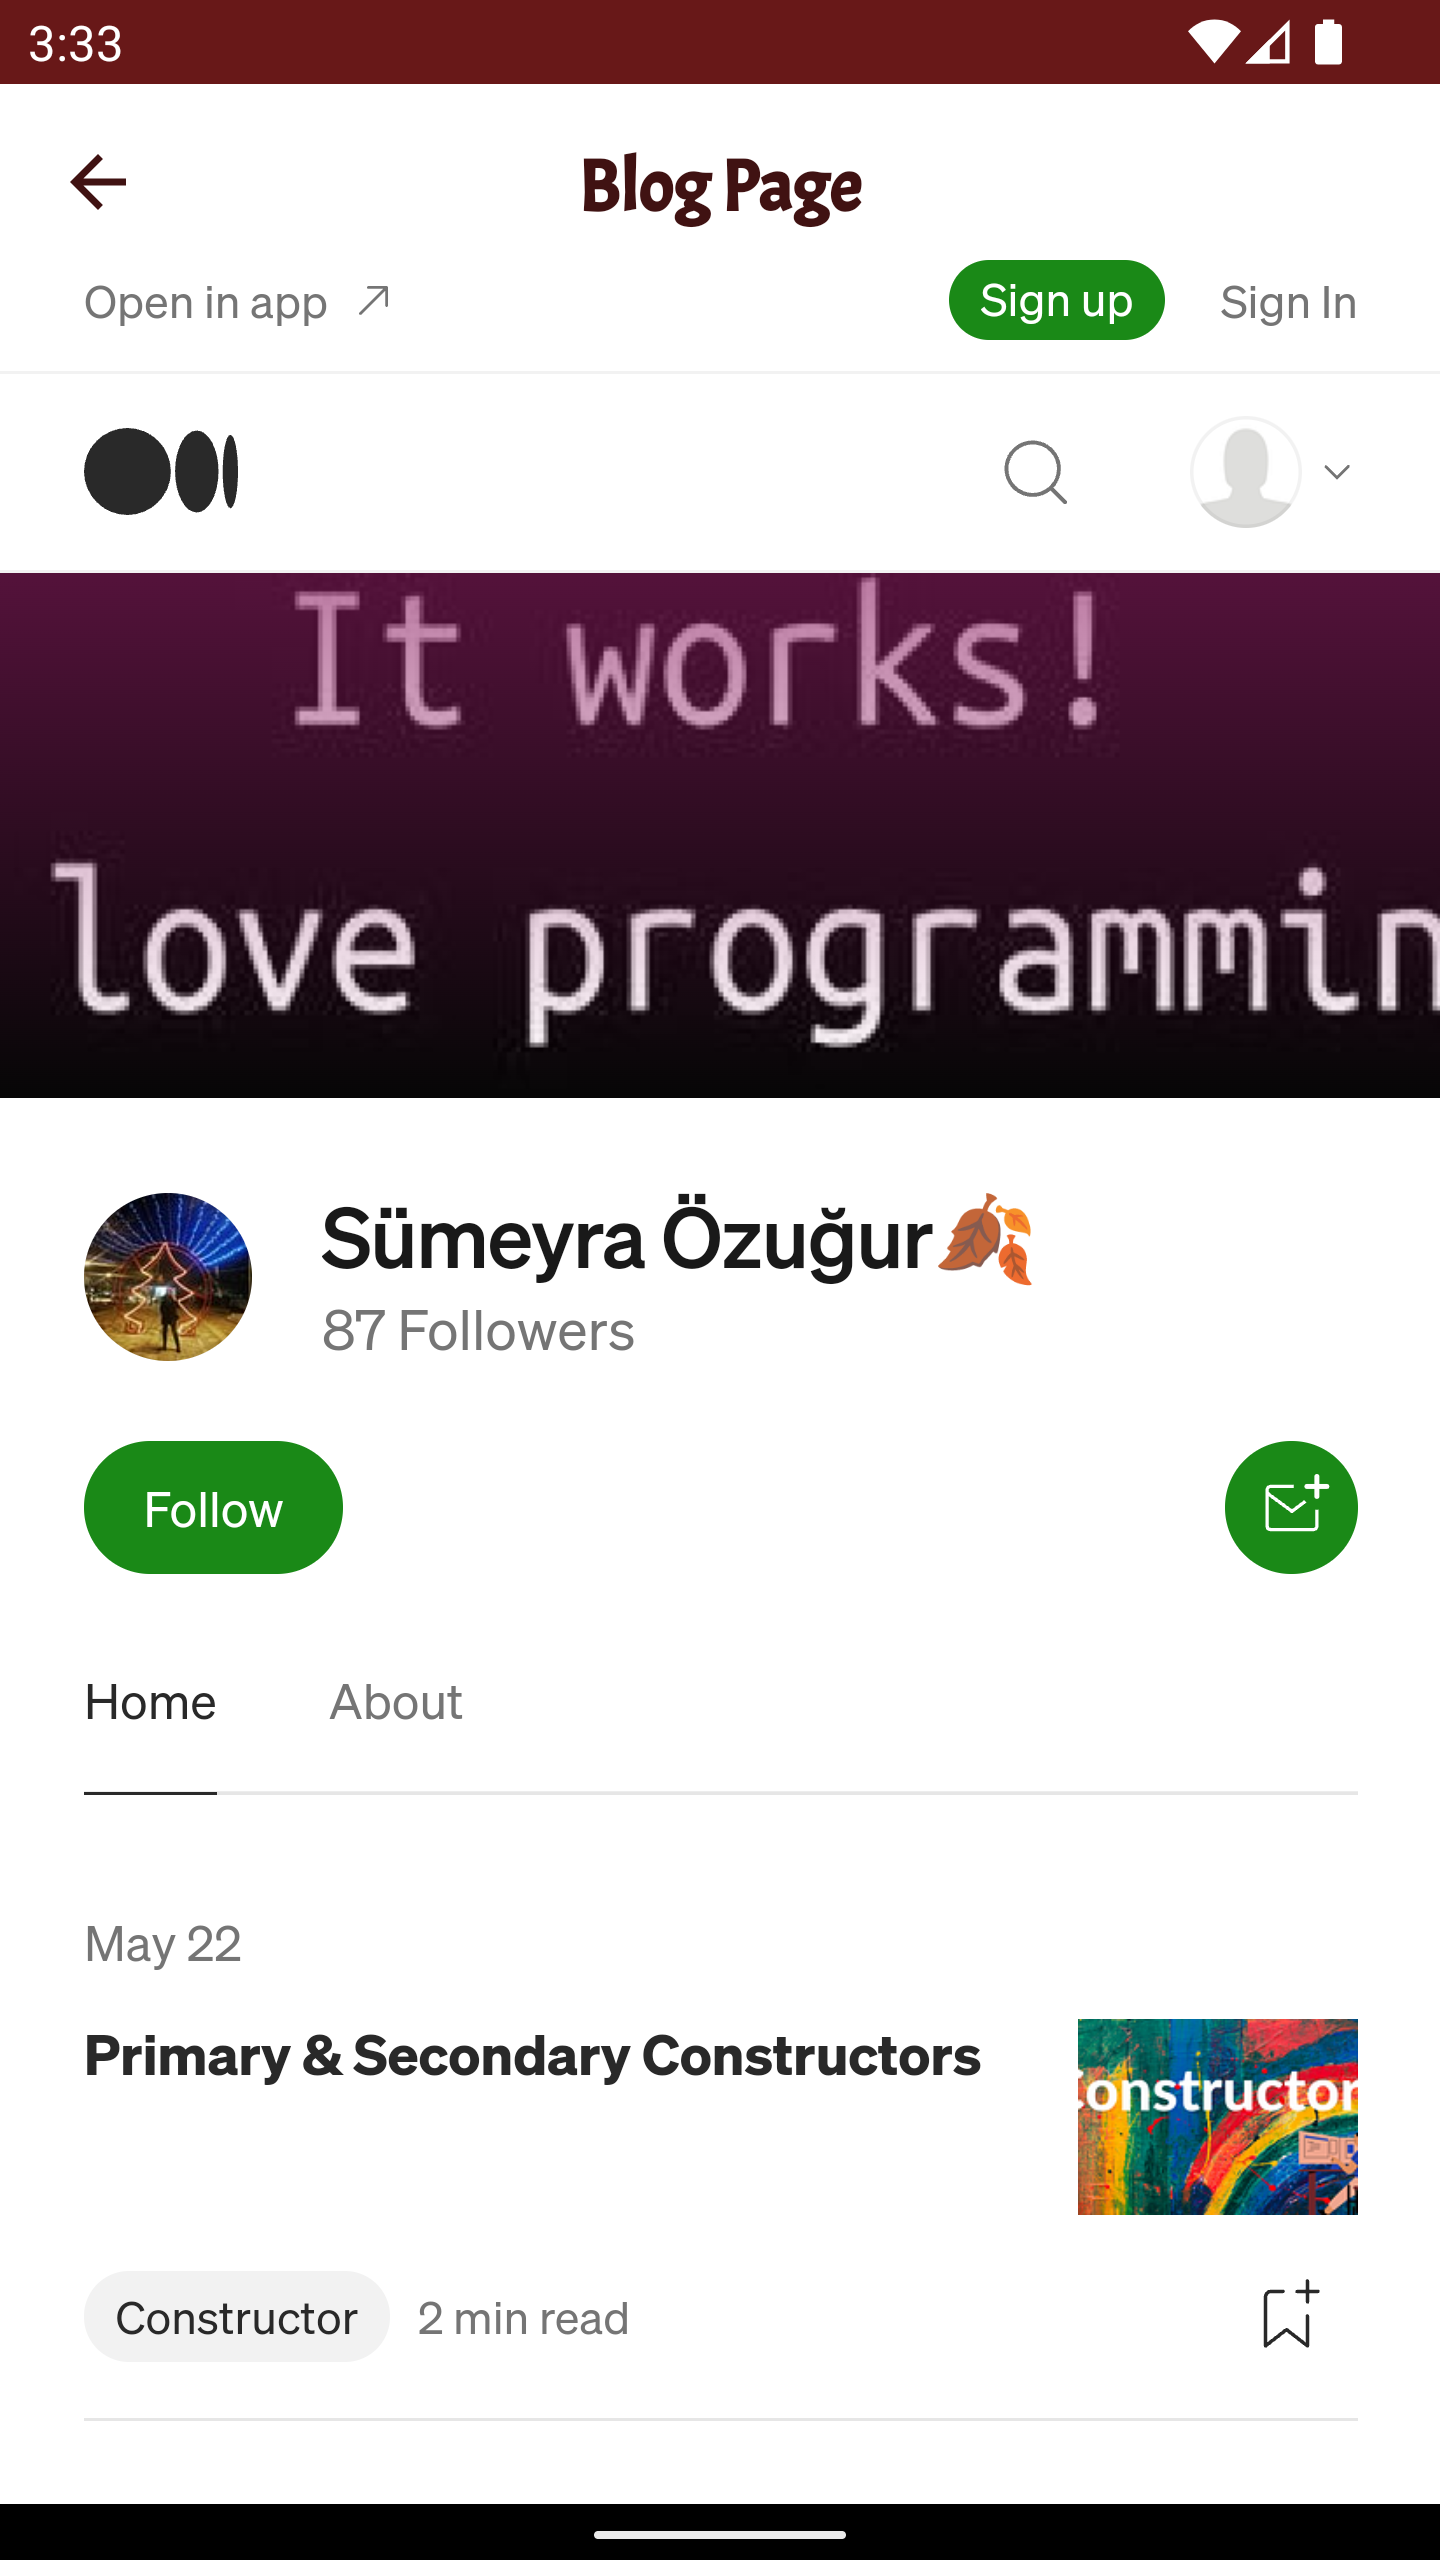 3:33
Blog Page
Open in app
Sign up
Sign In
It works!
love programmin
Sümeyra Özuğur🍂
87 Followers
Follow
Home
About
May 22
Primary & Secondary Constructors
Constructor
Constructor
2 min read